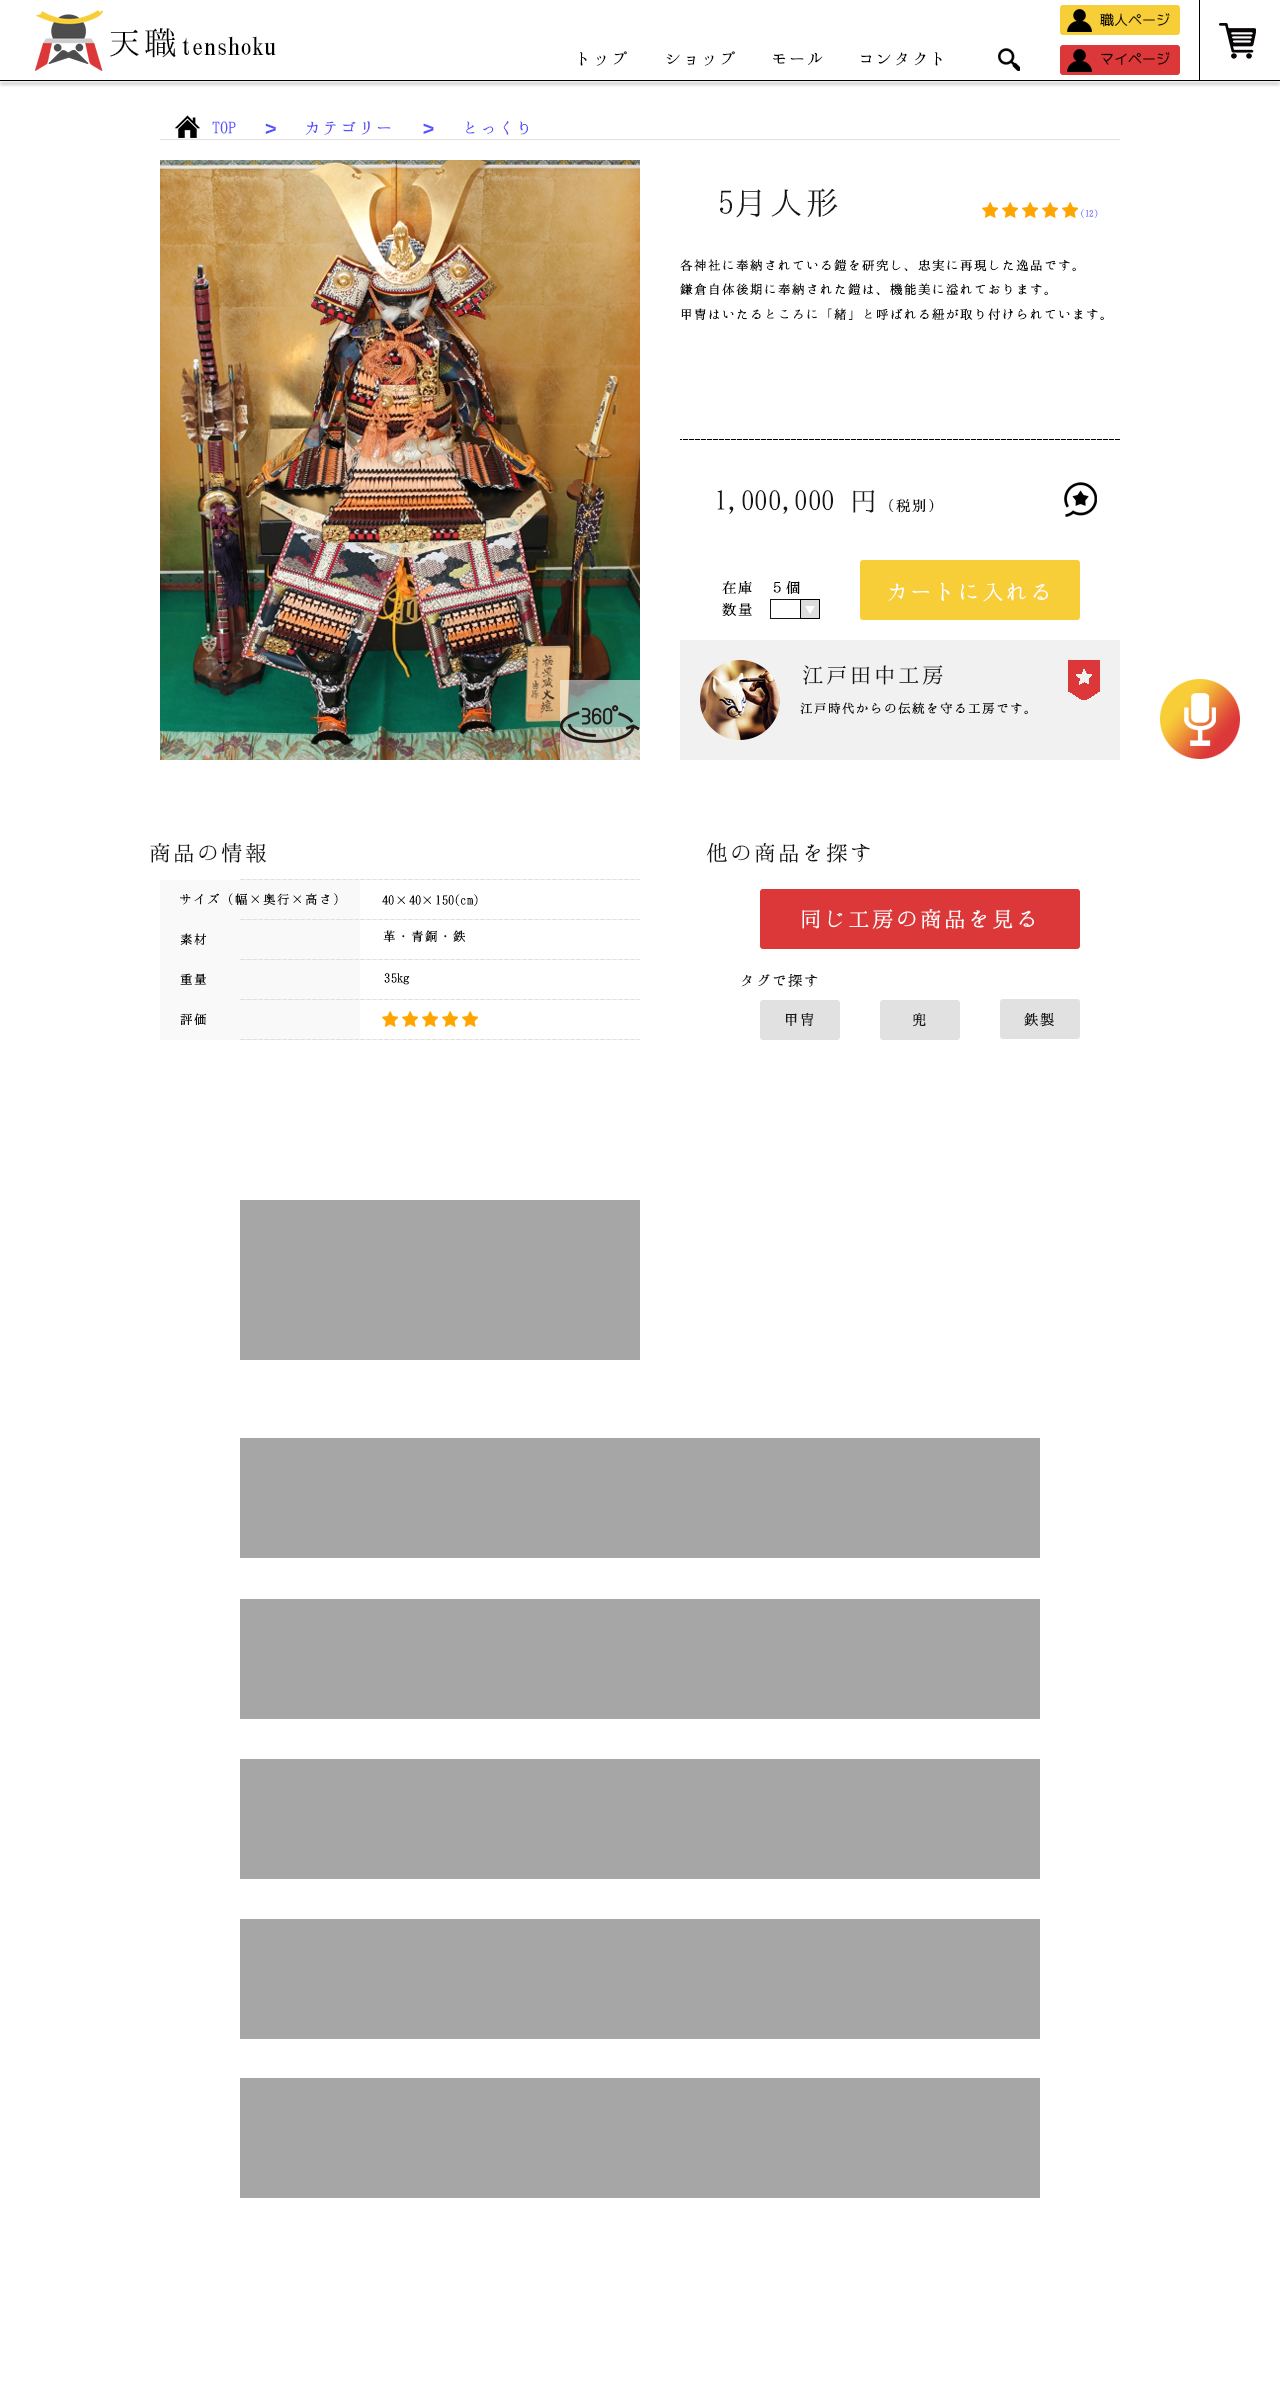 天職 tenshoku
トップ ショップ モール コンタクト
職人ページ
マイページ
TOP > カテゴリー > とっくり
5月人形
(12)
各神社に奉納されている鎧を研究し、忠実に再現した逸品です。
鎌倉自体後期に奉納された鎧は、機能美に溢れております。
甲冑はいたるところに「緒」と呼ばれる紐が取り付けられています。
1,000,000 円（税別）
在庫 5個
数量
カートに入れる
360°
江戸田中工房
江戸時代からの伝統を守る工房です。
商品の情報
サイズ（幅×奥行×高さ） 40×40×150(cm)
素材 革・青銅・鉄
重量 35kg
評価
他の商品を探す
同じ工房の商品を見る
タグで探す
甲冑 兜 鉄製